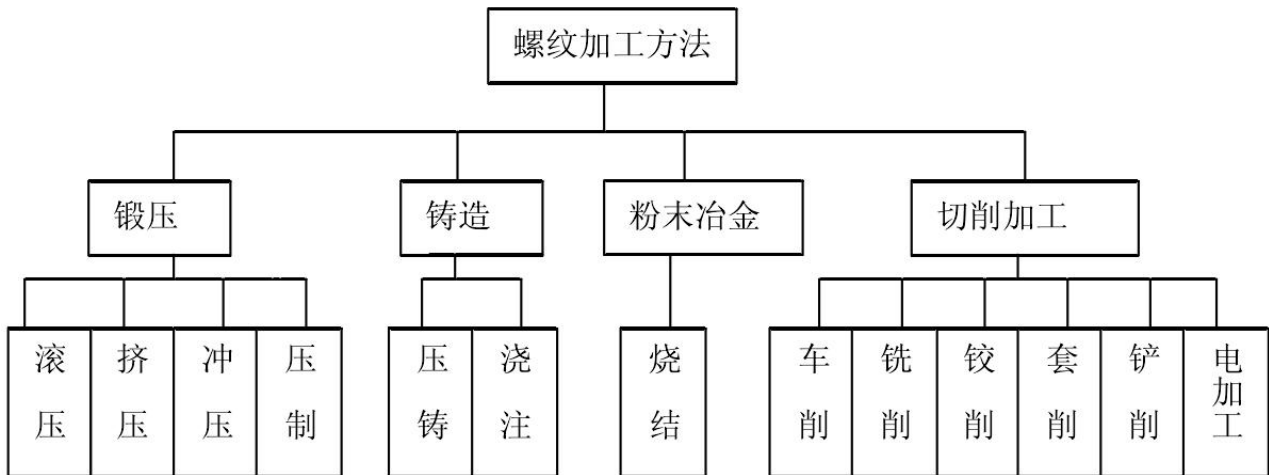 螺纹加工方法
锻压
铸造
粉末冶金
切削加工
滚压
挤压
冲压
压制
压铸
浇注
烧结
车削
铣削
铰削
套削
铲削
电加工